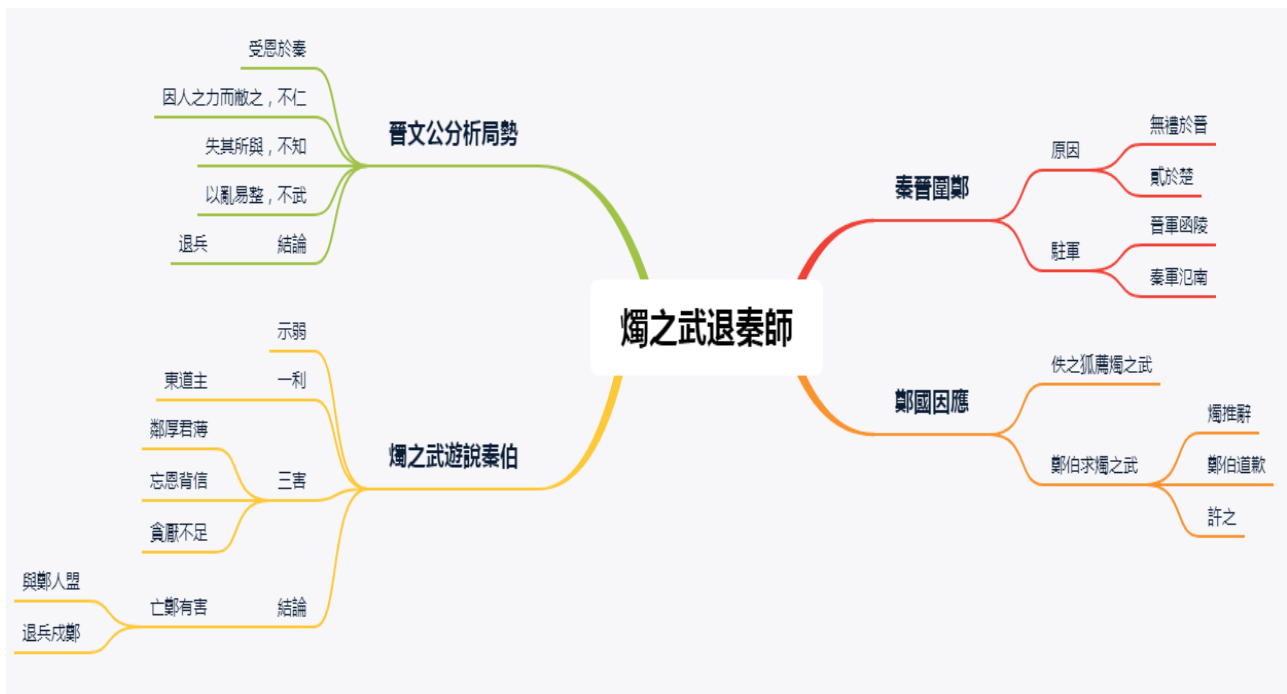 燭之武退秦師
秦晉圍鄭
原因
無禮於晉
貳於楚
駐軍
晉軍函陵
秦軍氾南
鄭國因應
佚之狐薦燭之武
鄭伯求燭之武
燭推辭
鄭伯道歉
許之
燭之武遊說秦伯
示弱
一利
東道主
三害
鄰厚君薄
忘恩背信
貪厭不足
結論
亡鄭有害
與鄭人盟
退兵戍鄭
晉文公分析局勢
受恩於秦
因人之力而敝之，不仁
失其所與，不知
以亂易整，不武
結論
退兵